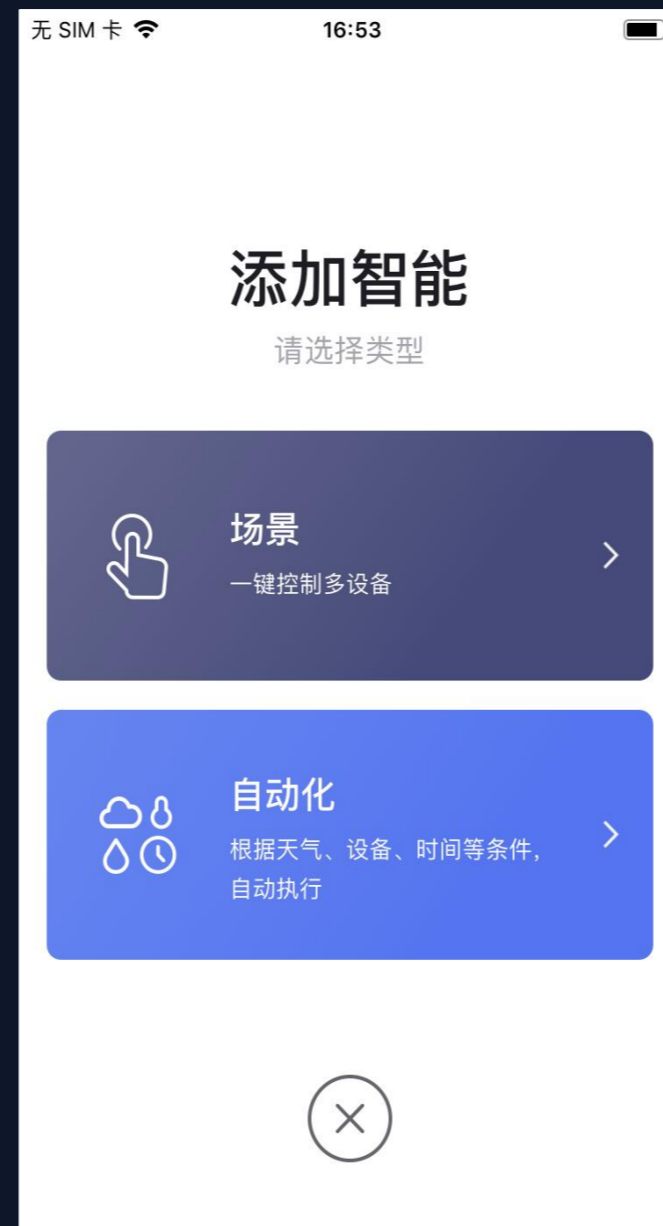 无 SIM 卡
16:53
添加智能
请选择类型
场景
一键控制多设备
自动化
根据天气、设备、时间等条件,
自动执行